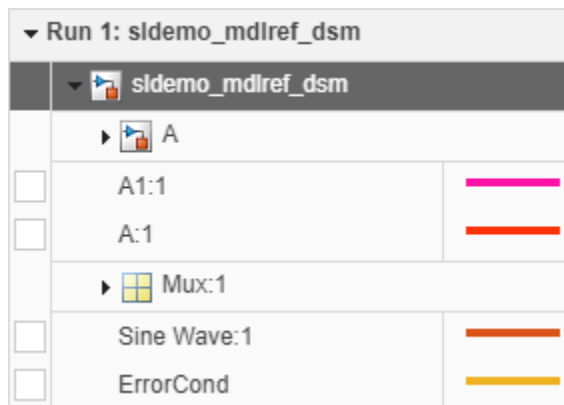 Run 1: sldemo_mdlref_dsm
sldemo_mdlref_dsm
A
A1:1
A:1
Mux:1
Sine Wave:1
ErrorCond